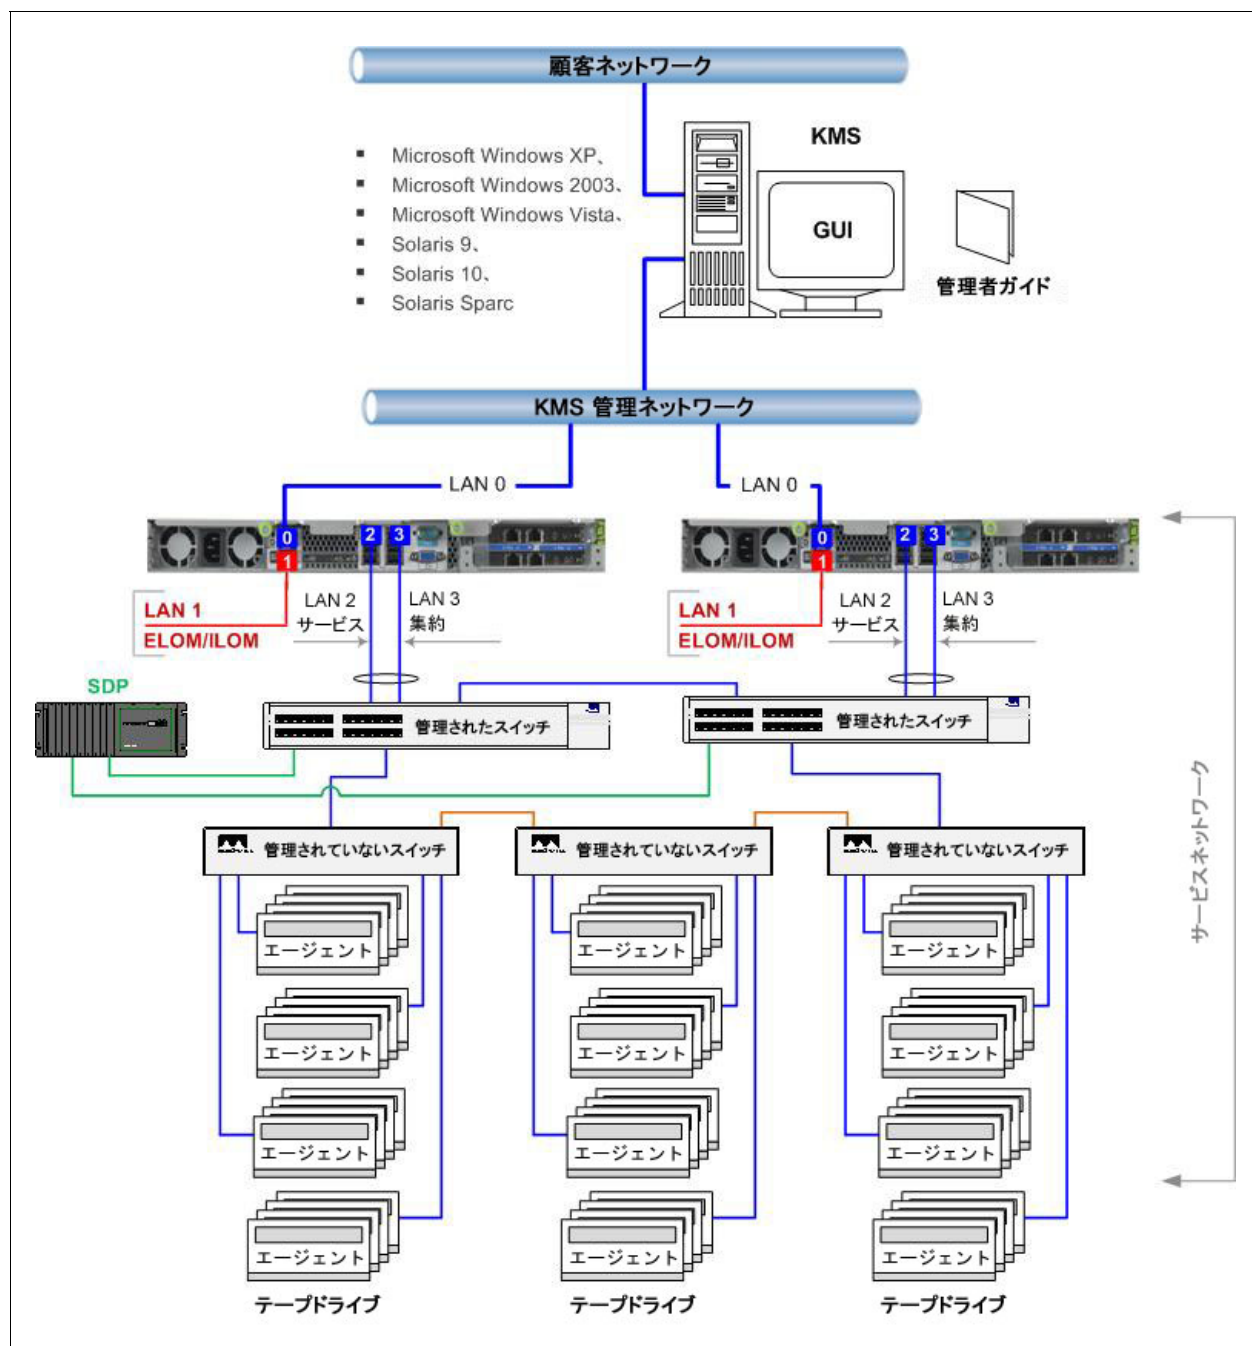 顧客ネットワーク
KMS
GUI
管理者ガイド
■ Microsoft Windows XP、
■ Microsoft Windows 2003、
■ Microsoft Windows Vista、
■ Solaris 9、
■ Solaris 10、
■ Solaris Sparc
KMS 管理ネットワーク
LAN 0
LAN 0
0
1
2
3
0
1
2
3
LAN 1
ELOM/ILOM
LAN 2
サービス
LAN 3
集約
LAN 1
ELOM/ILOM
LAN 2
サービス
LAN 3
集約
SDP
管理されたスイッチ
管理されたスイッチ
サービスネットワーク
管理されていないスイッチ
管理されていないスイッチ
管理されていないスイッチ
エージェント
エージェント
エージェント
エージェント
エージェント
エージェント
エージェント
エージェント
エージェント
エージェント
エージェント
エージェント
テープドライブ
テープドライブ
テープドライブ